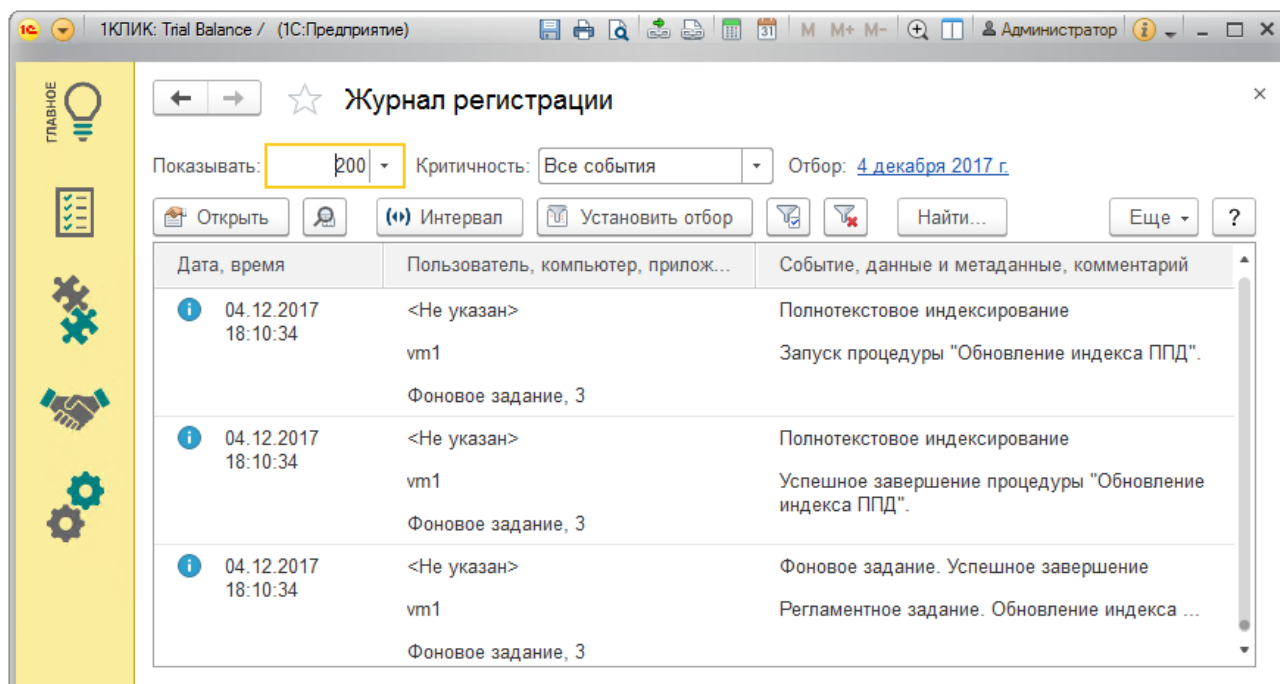 1С 1КПИК: Trial Balance / (1С:Предприятие) 31 M M+ M- Администратор i
ГЛАВНОЕ
Журнал регистрации
Показывать: 200 Критичность: Все события Отбор: 4 декабря 2017 г.
Открыть Интервал Установить отбор Найти... Еще ?
Дата, время Пользователь, компьютер, прилож... Событие, данные и метаданные, комментарий
04.12.2017 <Не указан> Полнотекстовое индексирование
18:10:34
vm1 Запуск процедуры "Обновление индекса ППД".
Фоновое задание, 3
04.12.2017 <Не указан> Полнотекстовое индексирование
18:10:34
vm1 Успешное завершение процедуры "Обновление
индекса ППД".
Фоновое задание, 3
04.12.2017 <Не указан> Фоновое задание. Успешное завершение
18:10:34
vm1 Регламентное задание. Обновление индекса ...
Фоновое задание, 3